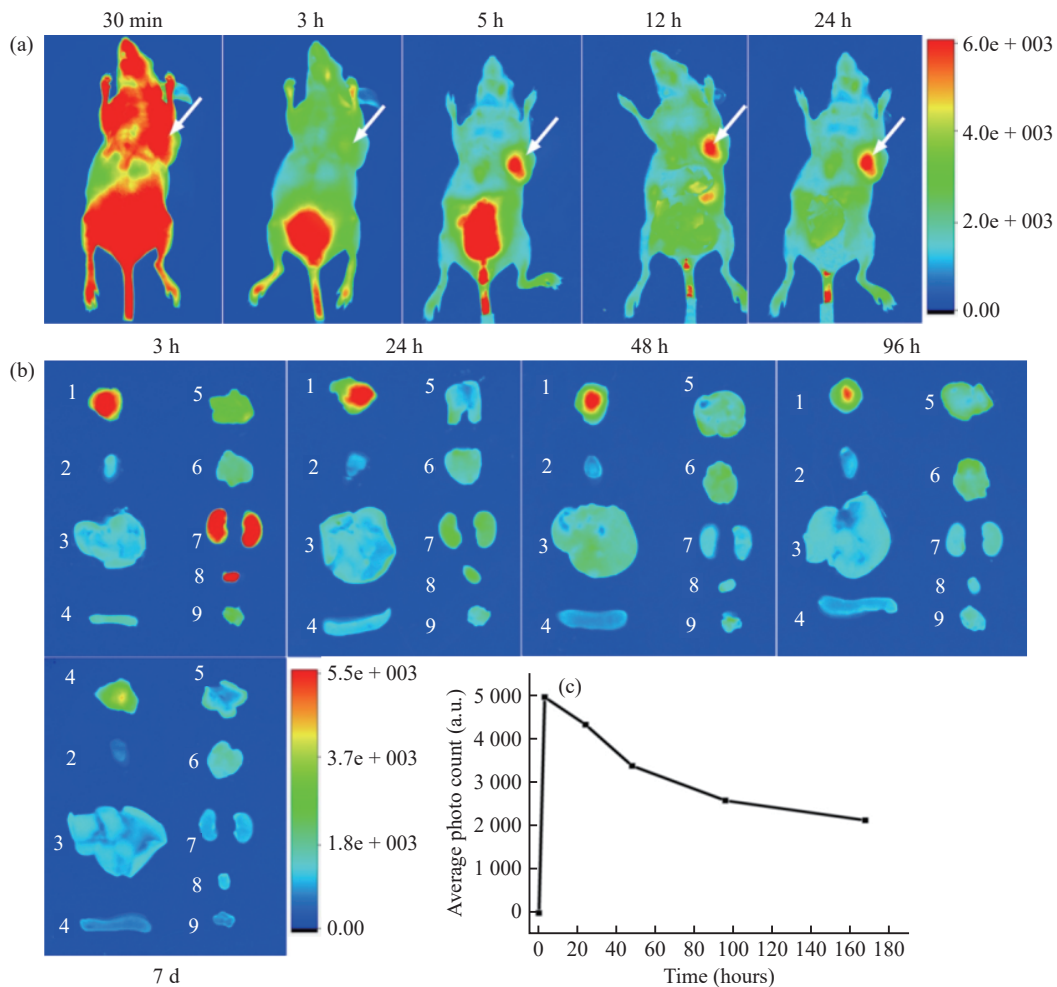 30 min 3 h 5 h 12 h 24 h
(a)
6.0e + 003
4.0e + 003
2.0e + 003
0.00
3 h 24 h 48 h 96 h
(b)
1 5 1 5 1 5 1 5
2 6 2 6 2 6 2 6
3 7 3 7 3 7 3 7
8 8 8 8
4 9 4 9 4 9 4 9
4 5
2 6
3 7
8
4 9
7 d
5.5e + 003
3.7e + 003
1.8e + 003
0.00
(c)
Average photo count (a.u.)
5 000
4 000
3 000
2 000
1 000
0
0 20 40 60 80 100 120 140 160 180
Time (hours)